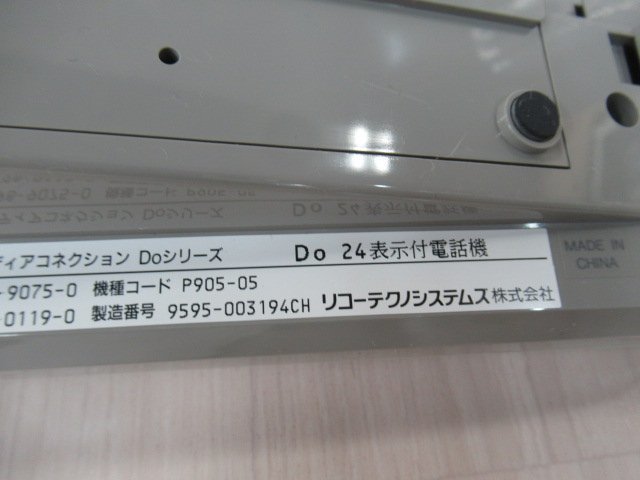 ディアコネクション Doシリーズ Do 24表示付電話機
-9075-0 機種コード P905-05
-0119-0 製造番号 9595-003194CH リコーテクノシステムズ株式会社
MADE IN
CHINA